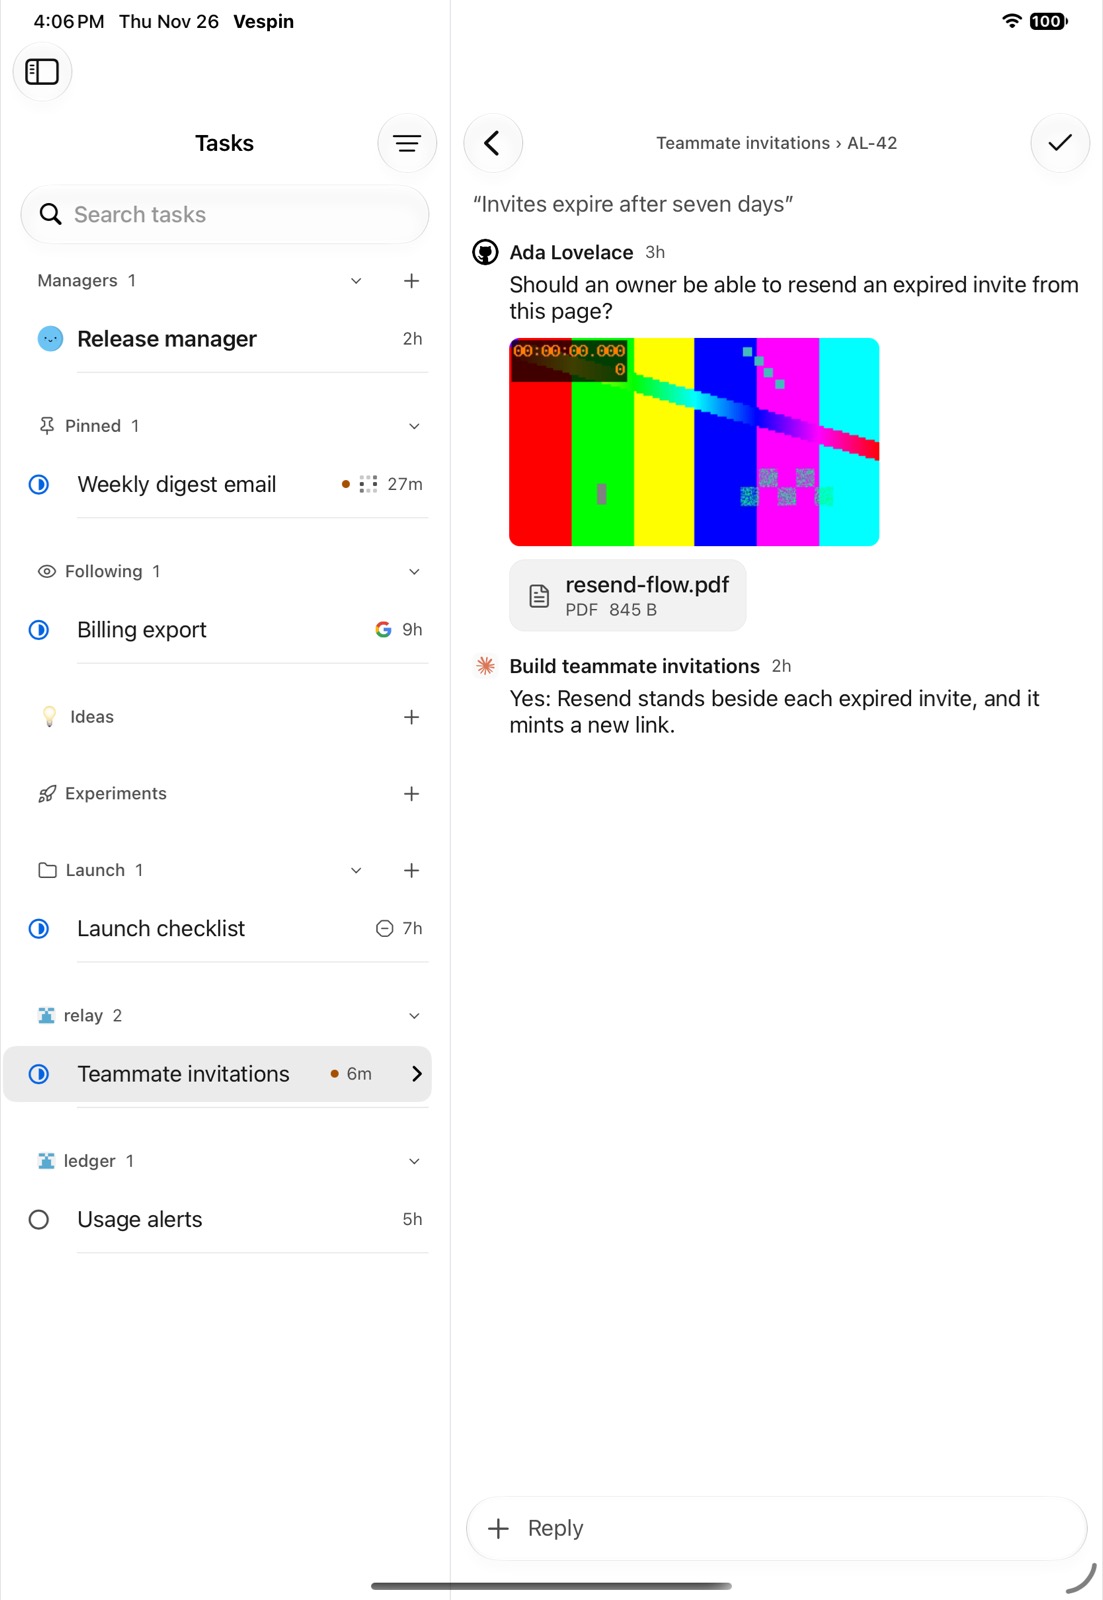 4:06 PM Thu Nov 26 Vespin
100
Tasks
Search tasks
Managers 1
Release manager 2h
Pinned 1
Weekly digest email 27m
Following 1
Billing export 9h
Ideas
Experiments
Launch 1
Launch checklist 7h
relay 2
Teammate invitations 6m
ledger 1
Usage alerts 5h
Teammate invitations › AL-42
“Invites expire after seven days”
Ada Lovelace 3h
Should an owner be able to resend an expired invite from
this page?
00:00:00.000
0
resend-flow.pdf
PDF 845 B
Build teammate invitations 2h
Yes: Resend stands beside each expired invite, and it
mints a new link.
Reply